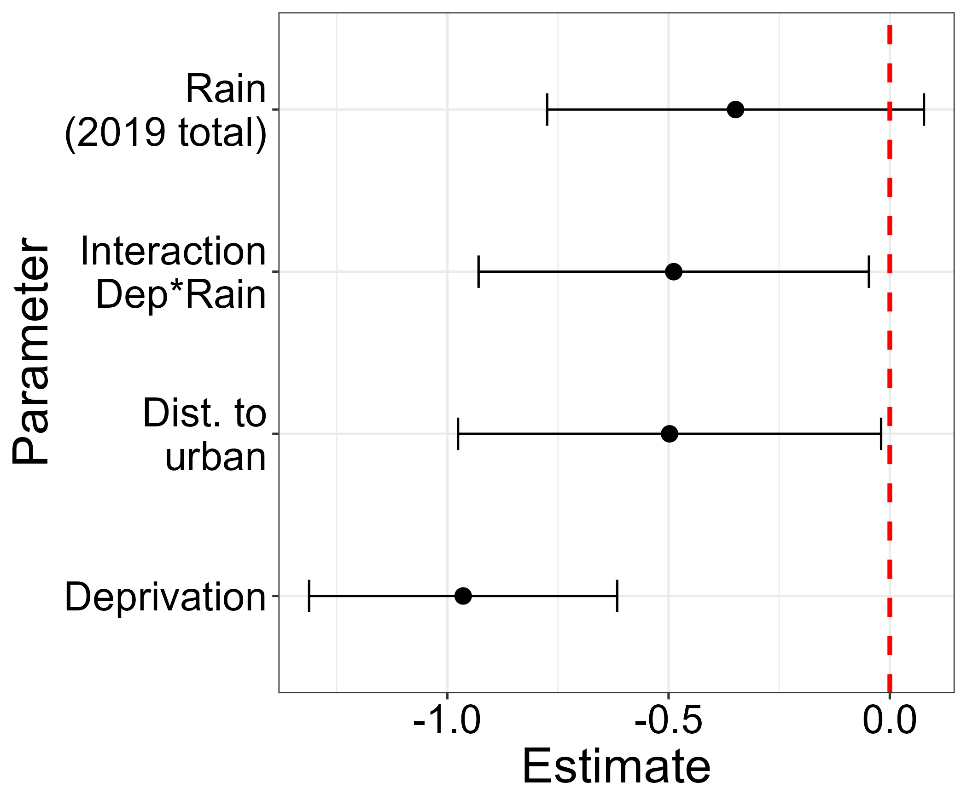 Parameter
Rain
(2019 total)
Interaction
Dep*Rain
Dist. to
urban
Deprivation
-1.0
-0.5
0.0
Estimate